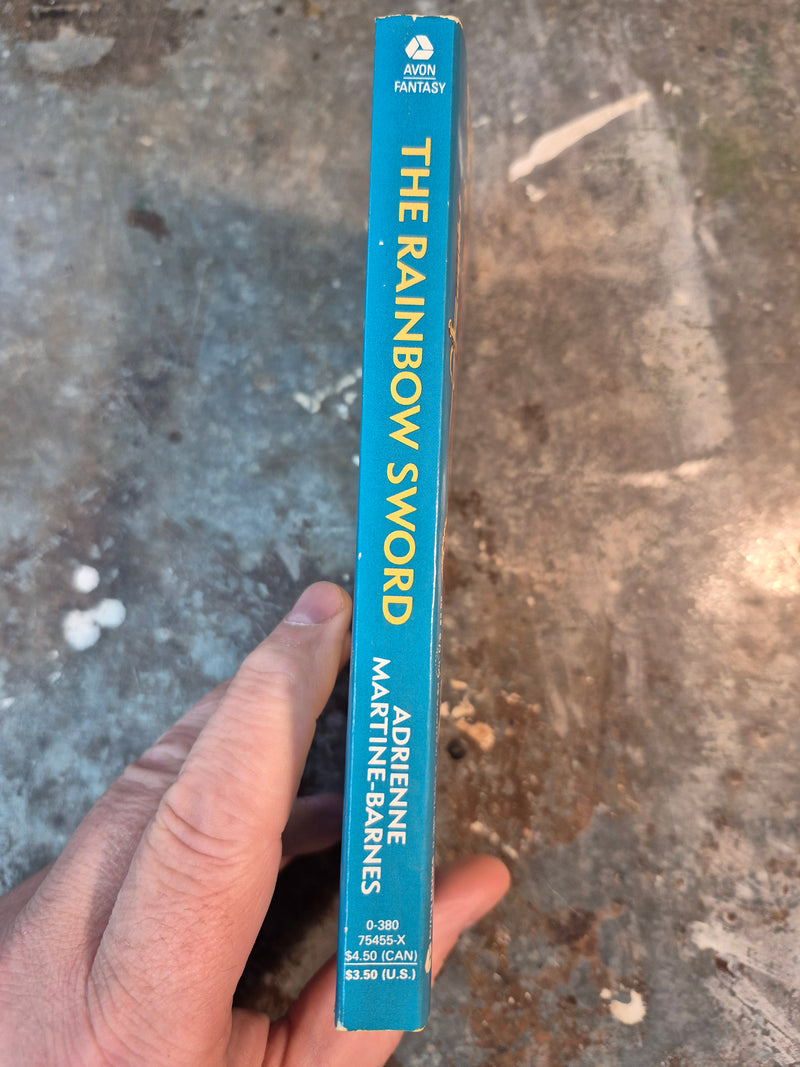 AVON
FANTASY
THE RAINBOW SWORD
ADRIENNE
MARTINE-BARNES
0-380
75455-X
$4.50 (CAN)
$3.50 (U.S.)